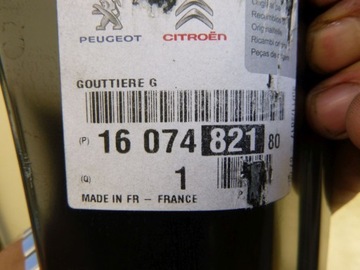 PEUGEOT CITROËN
GOUTTIERE G
(P) 16 074 821 80
(Q) 1
MADE IN FR - FRANCE